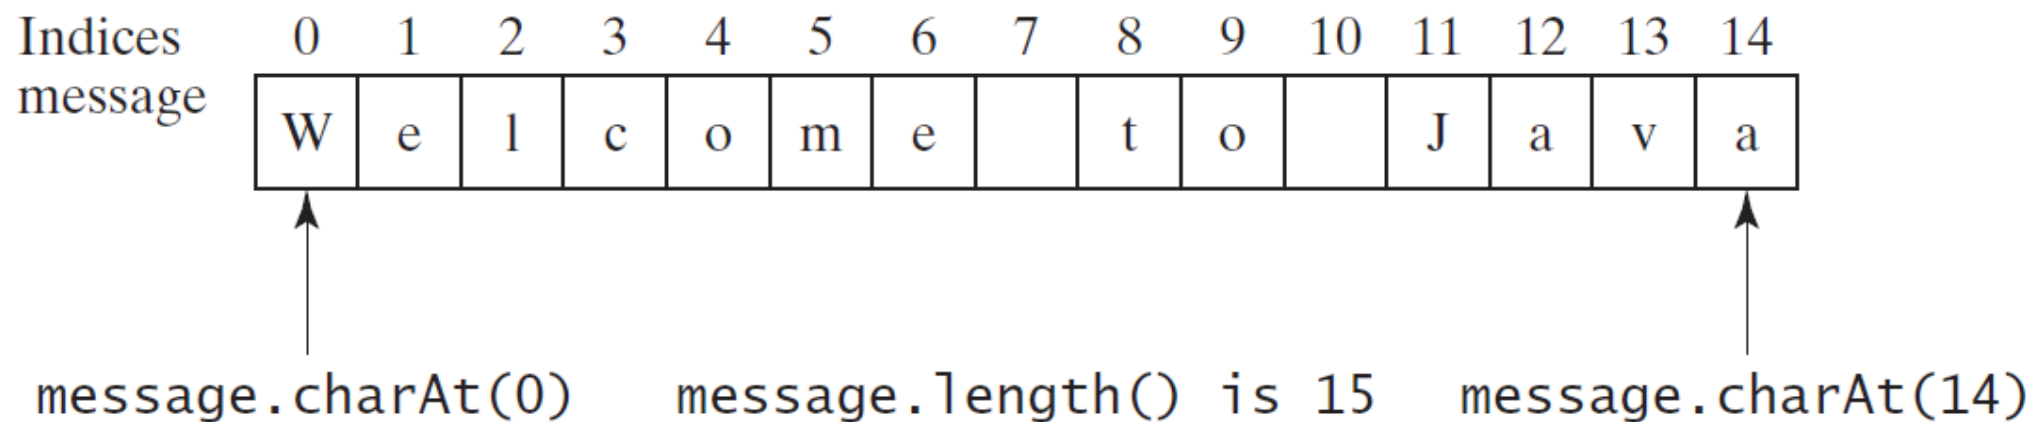 Indices 0 1 2 3 4 5 6 7 8 9 10 11 12 13 14
message W e l c o m e t o J a v a
message.charAt(0) message.length() is 15 message.charAt(14)